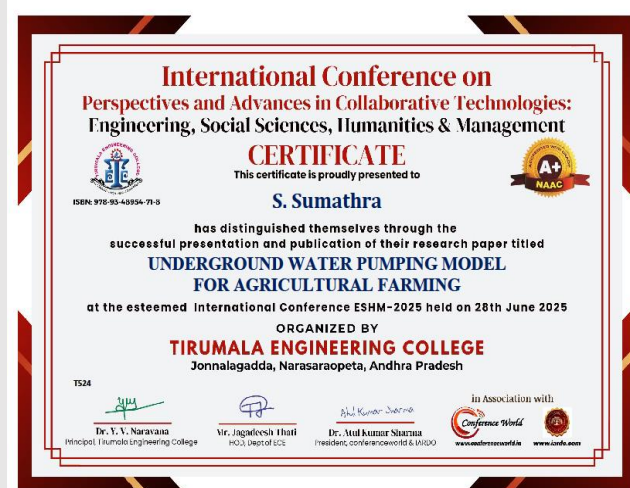 International Conference on
Perspectives and Advances in Collaborative Technologies:
Engineering, Social Sciences, Humanities & Management
CERTIFICATE
This certificate is proudly presented to
TIRUMALA ENGINEERING COLLEGE
ISBN: 978-93-48954-71-8
A+
NAAC
S. Sumathra
has distinguished themselves through the
successful presentation and publication of their research paper titled
UNDERGROUND WATER PUMPING MODEL
FOR AGRICULTURAL FARMING
at the esteemed International Conference ESHM-2025 held on 28th June 2025
ORGANIZED BY
TIRUMALA ENGINEERING COLLEGE
Jonnalagadda, Narasaraopeta, Andhra Pradesh
TS24
Dr. Y. V. Narayana
Principal, Tirumola Engineering College
Mr. Jagadeesh Thati
HOD, Dept of ECE
Atul Kumar Sharma
Dr. Atul Kumar Sharma
President, conferenceworld & IARDO
in Association with
Conference World
www.conferenceworld.in
www.iardo.com